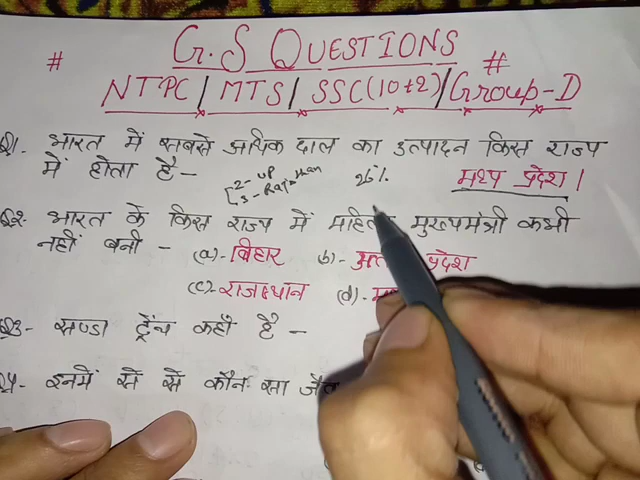 # G.S QUESTIONS #
NTPC/MTS/SSC(10+2)/Group-D
Q1. भारत में सबसे अधिक दाल का उत्पादन किस राज्य
में होता है- 2-UP 26%. मध्य प्रदेश।
3-Rajasthan
Q2- भारत के किस राज्य में मुख्यमंत्री कभी
नहीं बनी - (a)-बिहार (b)- प्रदेश
(c)-राजस्थान (d)-
Q3- सण्डा ट्रेंच कहाँ है -
Q4- इनमें से से कौन सा